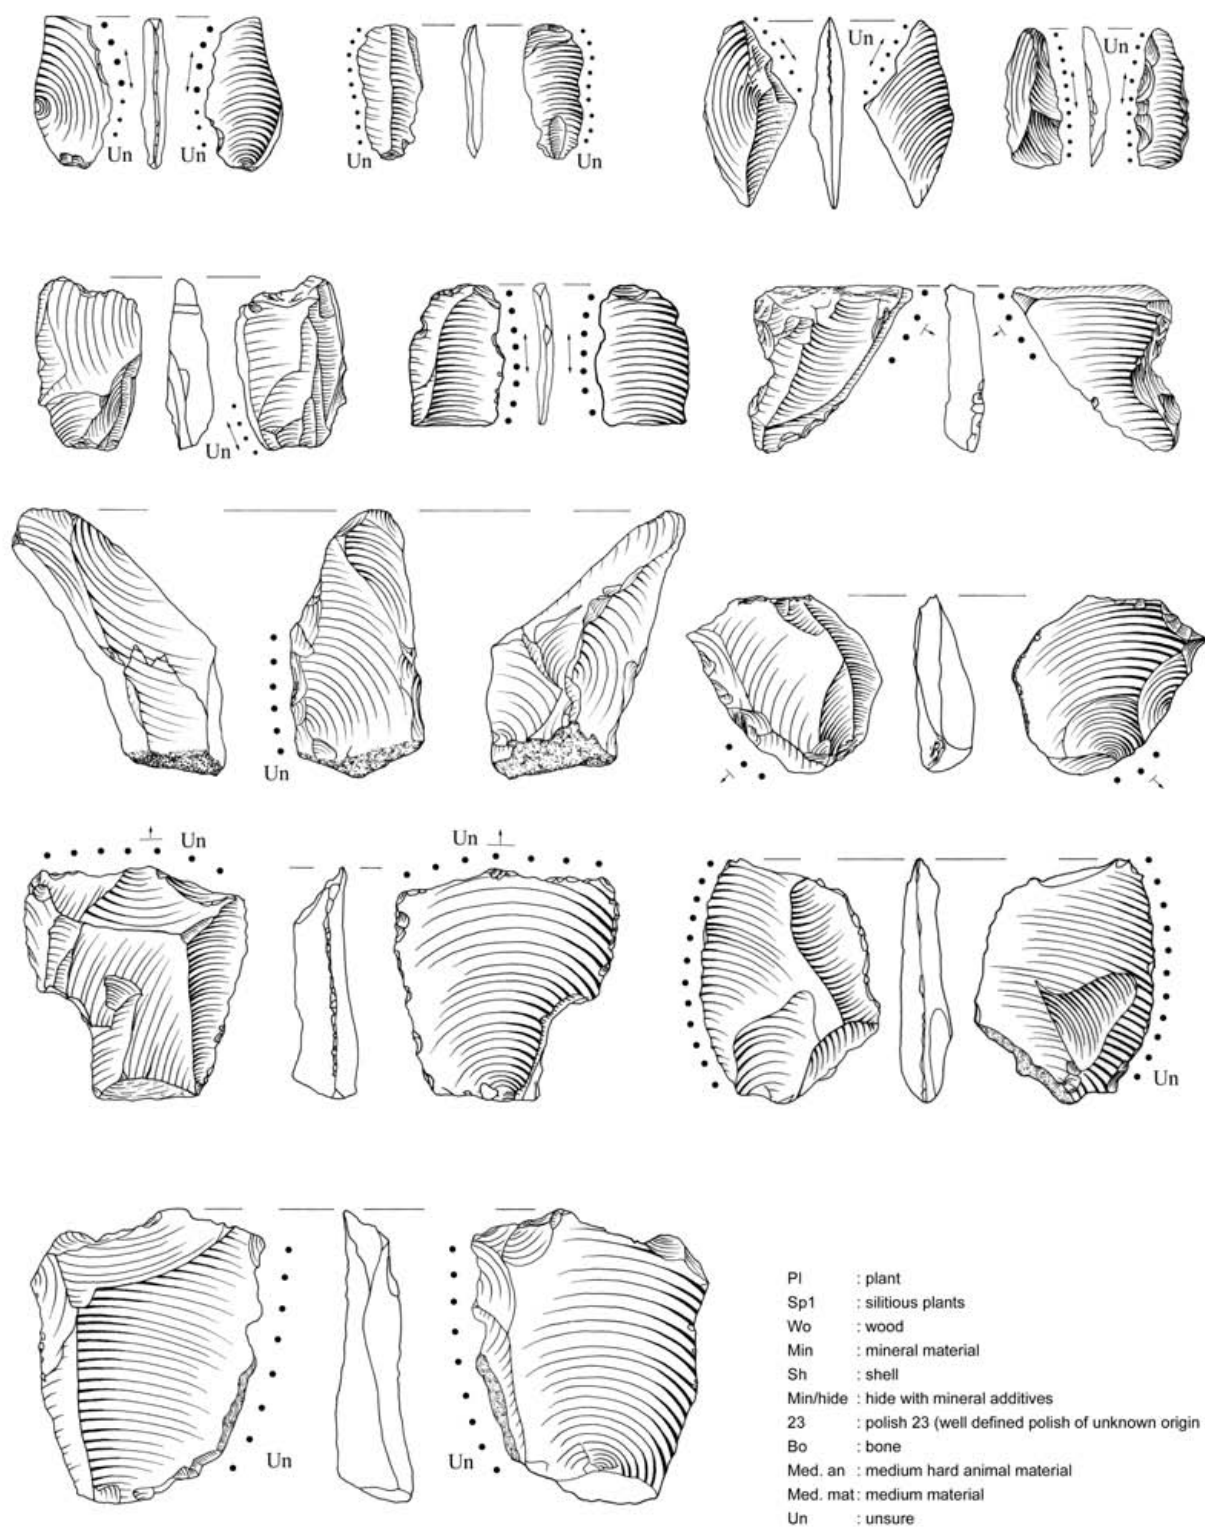 Un
Un
Un
Un
Un
Un
Un
Un
Un
Un
Un
Un
Un
Pl : plant
Sp1 : silitious plants
Wo : wood
Min : mineral material
Sh : shell
Min/hide : hide with mineral additives
23 : polish 23 (well defined polish of unknown origin
Bo : bone
Med. an : medium hard animal material
Med. mat : medium material
Un : unsure